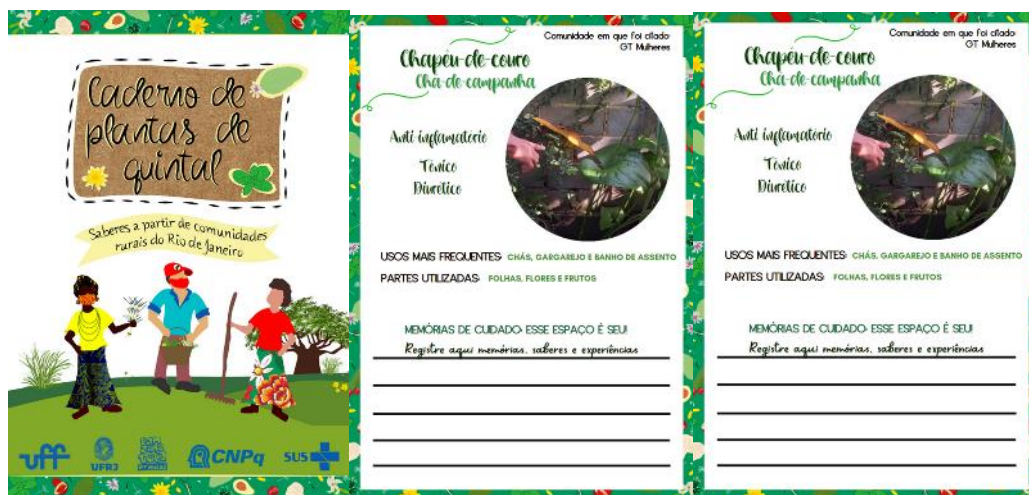 Caderno de
plantas de
quintal
Saberes a partir de comunidades
rurais do Rio de Janeiro
uff
UFRJ
CNPq
SUS
Comunidade em que foi citado:
GT Mulheres
Chapéu-de-couro
Chá-de-campanha
Anti inflamatório
Tônico
Diurético
USOS MAIS FREQUENTES: CHÁS, GARGAREJO E BANHO DE ASSENTO
PARTES UTILIZADAS: FOLHAS, FLORES E FRUTOS
MEMÓRIAS DE CUIDADO: ESSE ESPAÇO É SEU!
Registre aqui memórias, saberes e experiências
Comunidade em que foi citado:
GT Mulheres
Chapéu-de-couro
Chá-de-campanha
Anti inflamatório
Tônico
Diurético
USOS MAIS FREQUENTES: CHÁS, GARGAREJO E BANHO DE ASSENTO
PARTES UTILIZADAS: FOLHAS, FLORES E FRUTOS
MEMÓRIAS DE CUIDADO: ESSE ESPAÇO É SEU!
Registre aqui memórias, saberes e experiências